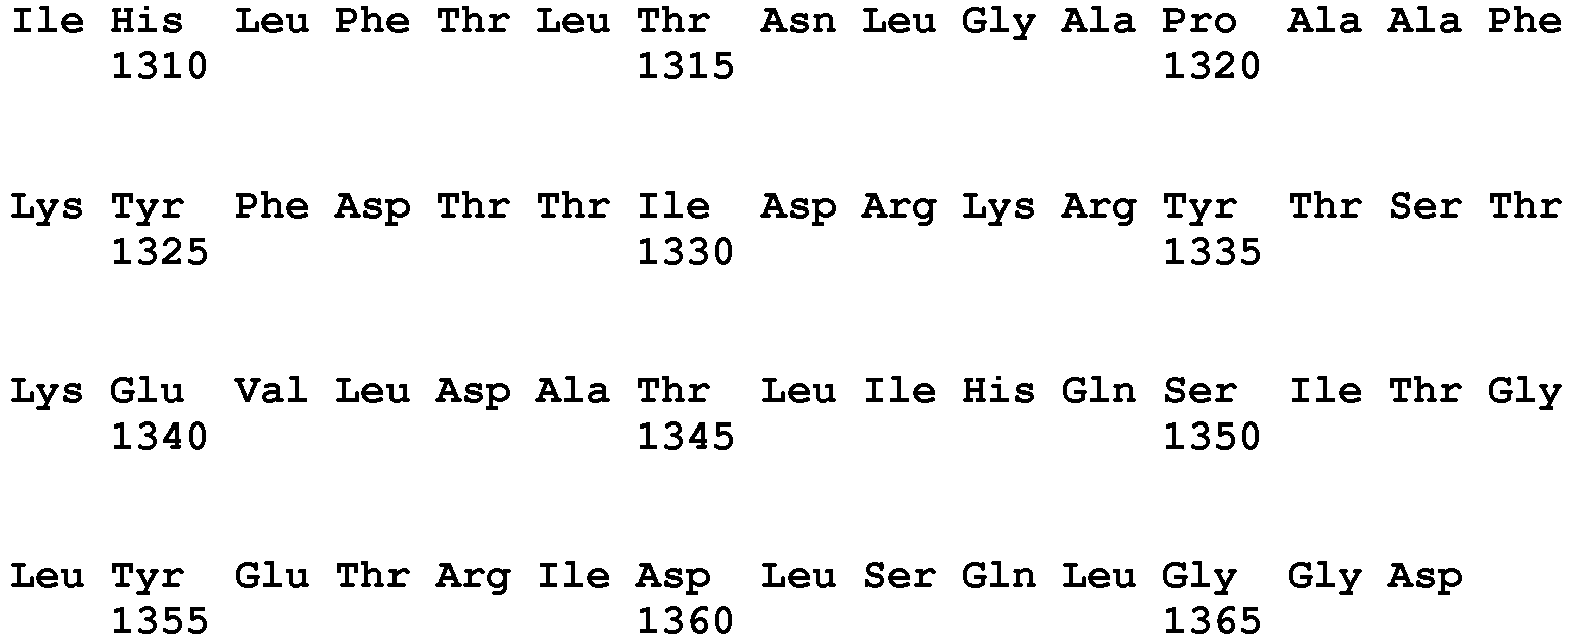 Ile His Leu Phe Thr Leu Thr Asn Leu Gly Ala Pro Ala Ala Phe
1310 1315 1320
Lys Tyr Phe Asp Thr Thr Ile Asp Arg Lys Arg Tyr Thr Ser Thr
1325 1330 1335
Lys Glu Val Leu Asp Ala Thr Leu Ile His Gln Ser Ile Thr Gly
1340 1345 1350
Leu Tyr Glu Thr Arg Ile Asp Leu Ser Gln Leu Gly Gly Asp
1355 1360 1365